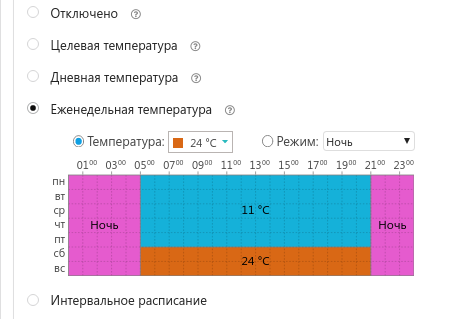 Отключено ?
Целевая температура ?
Дневная температура ?
Еженедельная температура ?
Температура: 24 °C Режим: Ночь
01⁰⁰ 03⁰⁰ 05⁰⁰ 07⁰⁰ 09⁰⁰ 11⁰⁰ 13⁰⁰ 15⁰⁰ 17⁰⁰ 19⁰⁰ 21⁰⁰ 23⁰⁰
пн
вт
ср 11 °C
чт Ночь Ночь
пт
сб
24 °C
вс
Интервальное расписание